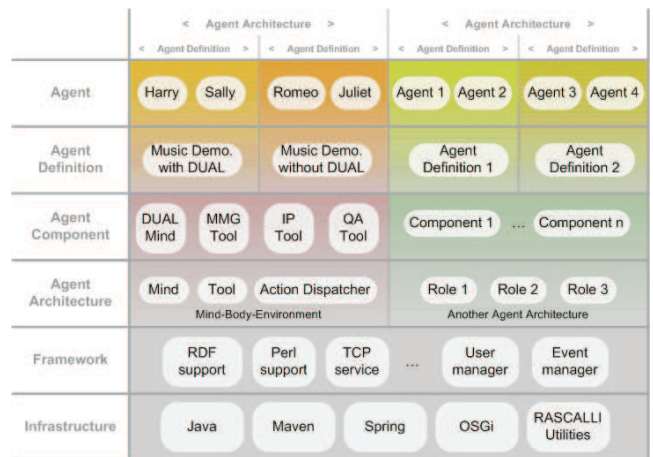 < Agent Architecture > < Agent Architecture >
< Agent Definition > < Agent Definition > < Agent Definition > < Agent Definition >
Agent Harry Sally Romeo Juliet Agent 1 Agent 2 Agent 3 Agent 4
Agent Definition
Music Demo. with DUAL
Music Demo. without DUAL
Agent Definition 1
Agent Definition 2
Agent Component
DUAL Mind
MMG Tool
IP Tool
QA Tool
Component 1 ... Component n
Agent Architecture
Mind Tool Action Dispatcher
Mind-Body-Environment
Role 1 Role 2 Role 3
Another Agent Architecture
Framework
RDF support
Perl support
TCP service
...
User manager
Event manager
Infrastructure
Java Maven Spring OSGi
RASCALLI Utilities